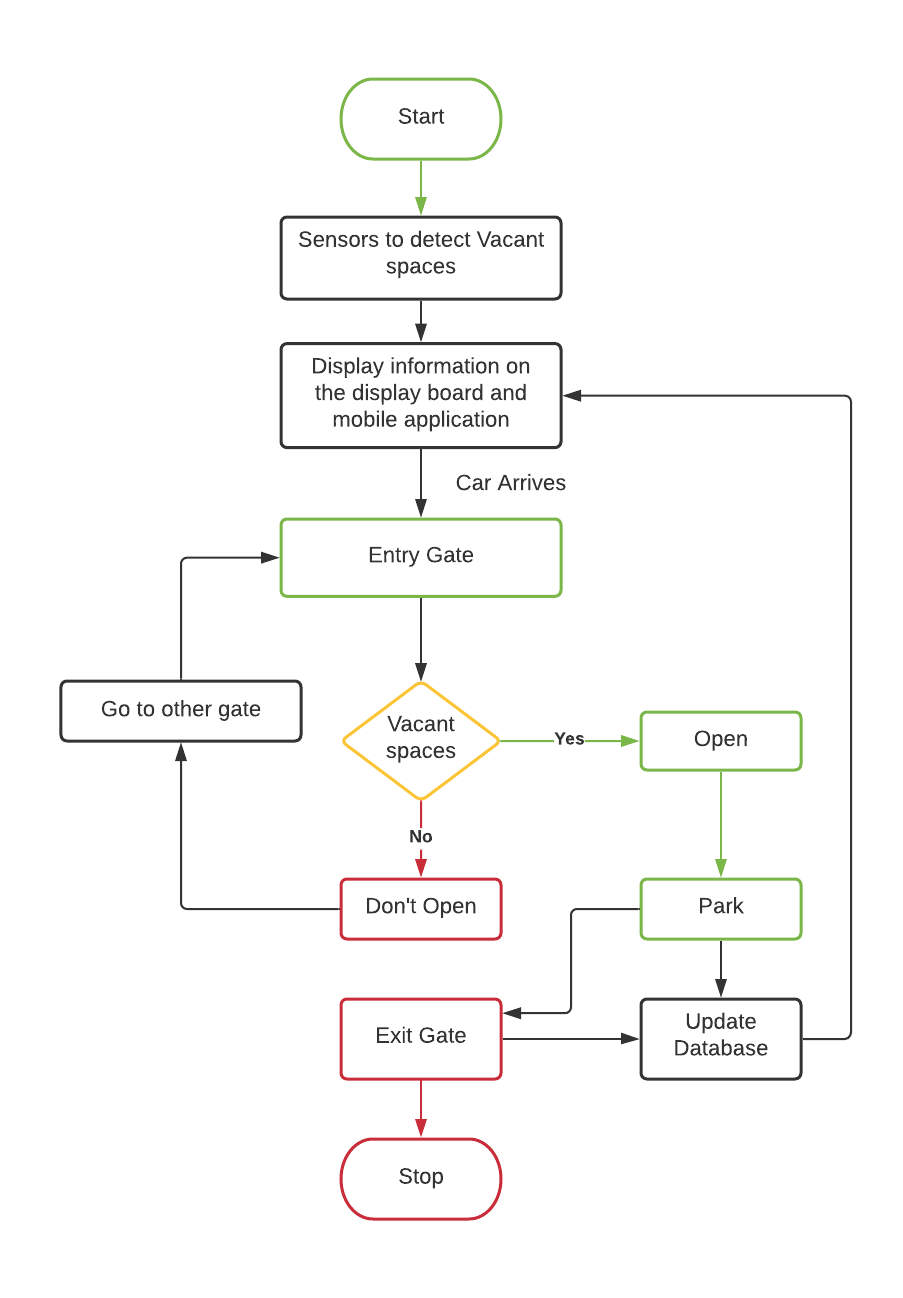 Start
Sensors to detect Vacant
spaces
Display information on
the display board and
mobile application
Car Arrives
Entry Gate
Go to other gate
Vacant
spaces
Yes
Open
No
Don't Open
Park
Exit Gate
Update
Database
Stop